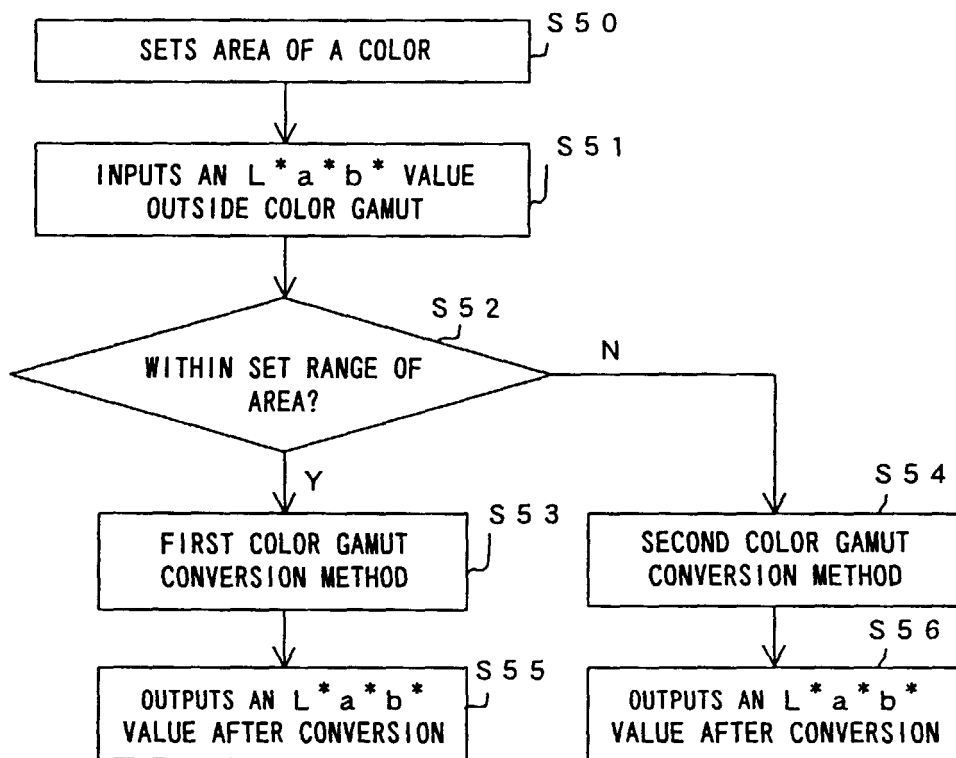 S50
SETS AREA OF A COLOR
S51
INPUTS AN L*a*b* VALUE
OUTSIDE COLOR GAMUT
S52
WITHIN SET RANGE OF
AREA?
N
Y
S53
FIRST COLOR GAMUT
CONVERSION METHOD
S54
SECOND COLOR GAMUT
CONVERSION METHOD
S55
OUTPUTS AN L*a*b*
VALUE AFTER CONVERSION
S56
OUTPUTS AN L*a*b*
VALUE AFTER CONVERSION